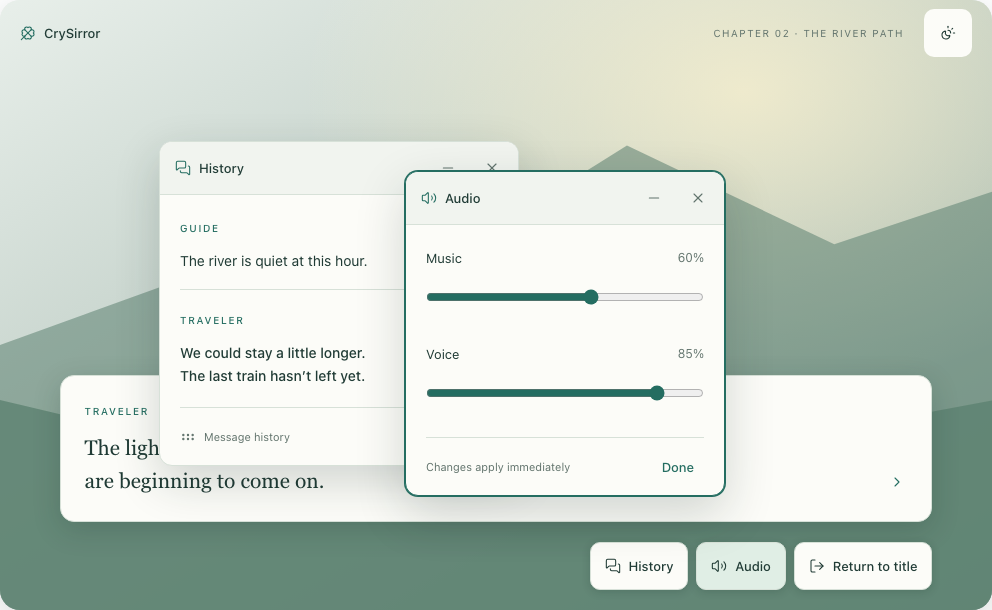 CrySirror
CHAPTER 02 · THE RIVER PATH
History
GUIDE
The river is quiet at this hour.
TRAVELER
We could stay a little longer.
The last train hasn’t left yet.
Message history
Audio
Music 60%
Voice 85%
Changes apply immediately Done
TRAVELER
The
are beginning to come on.
History Audio Return to title